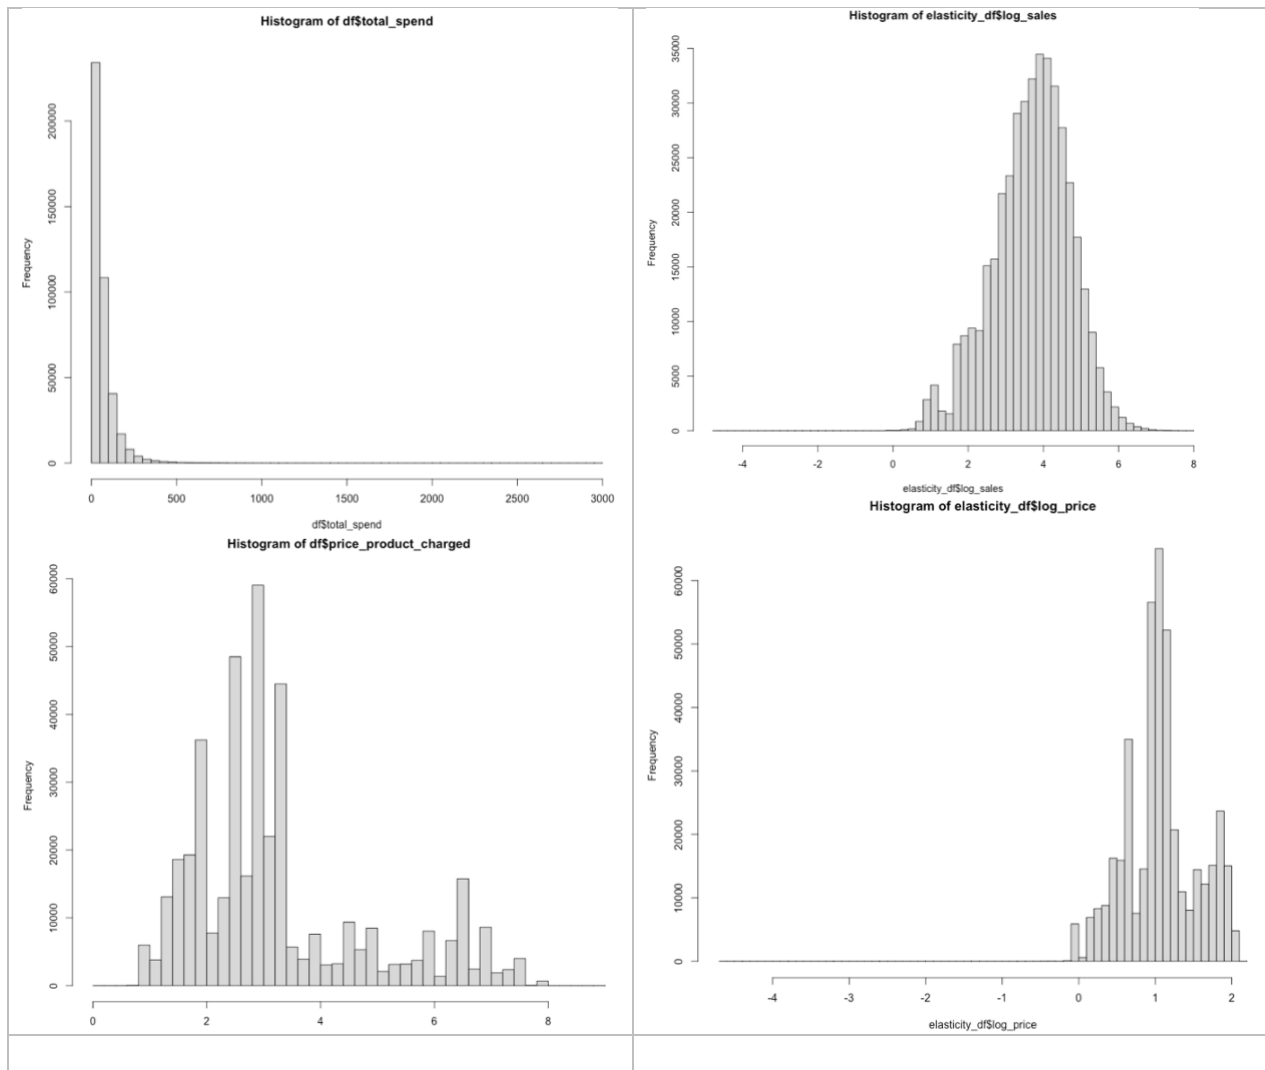 Histogram of df$total_spend
Frequency
200000
150000
100000
50000
0
0 500 1000 1500 2000 2500 3000
df$total_spend
Histogram of elasticity_df$log_sales
Frequency
35000
30000
25000
20000
15000
10000
5000
0
-4 -2 0 2 4 6 8
elasticity_df$log_sales
Histogram of df$price_product_charged
Frequency
60000
50000
40000
30000
20000
10000
0
0 2 4 6 8
Histogram of elasticity_df$log_price
Frequency
60000
50000
40000
30000
20000
10000
0
-4 -3 -2 -1 0 1 2
elasticity_df$log_price